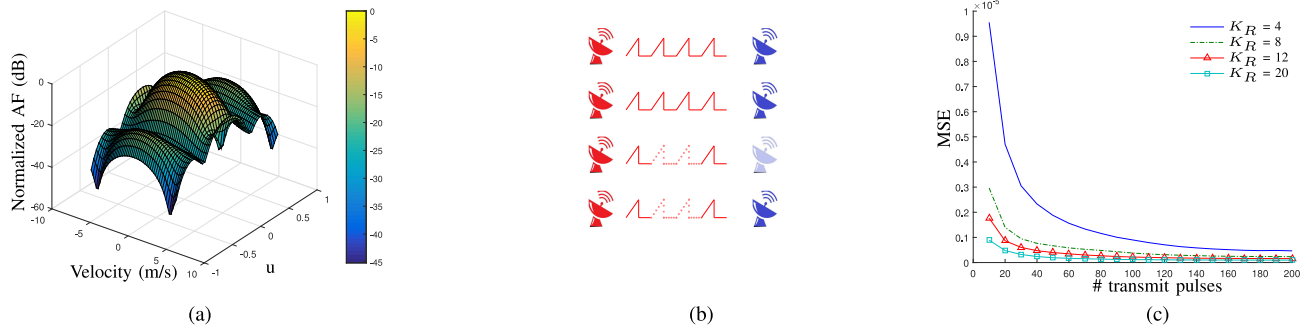 0
-20
-40
-60
Normalized AF (dB)
-10
-5
0
5
10
Velocity (m/s)
-1
-0.5
0
0.5
1
u
0
-5
-10
-15
-20
-25
-30
-35
-40
-45
(a)
(b)
×10⁻⁵
1
0.9
0.8
0.7
0.6
0.5
0.4
0.3
0.2
0.1
0
MSE
K_R = 4
K_R = 8
K_R = 12
K_R = 20
0 20 40 60 80 100 120 140 160 180 200
# transmit pulses
(c)